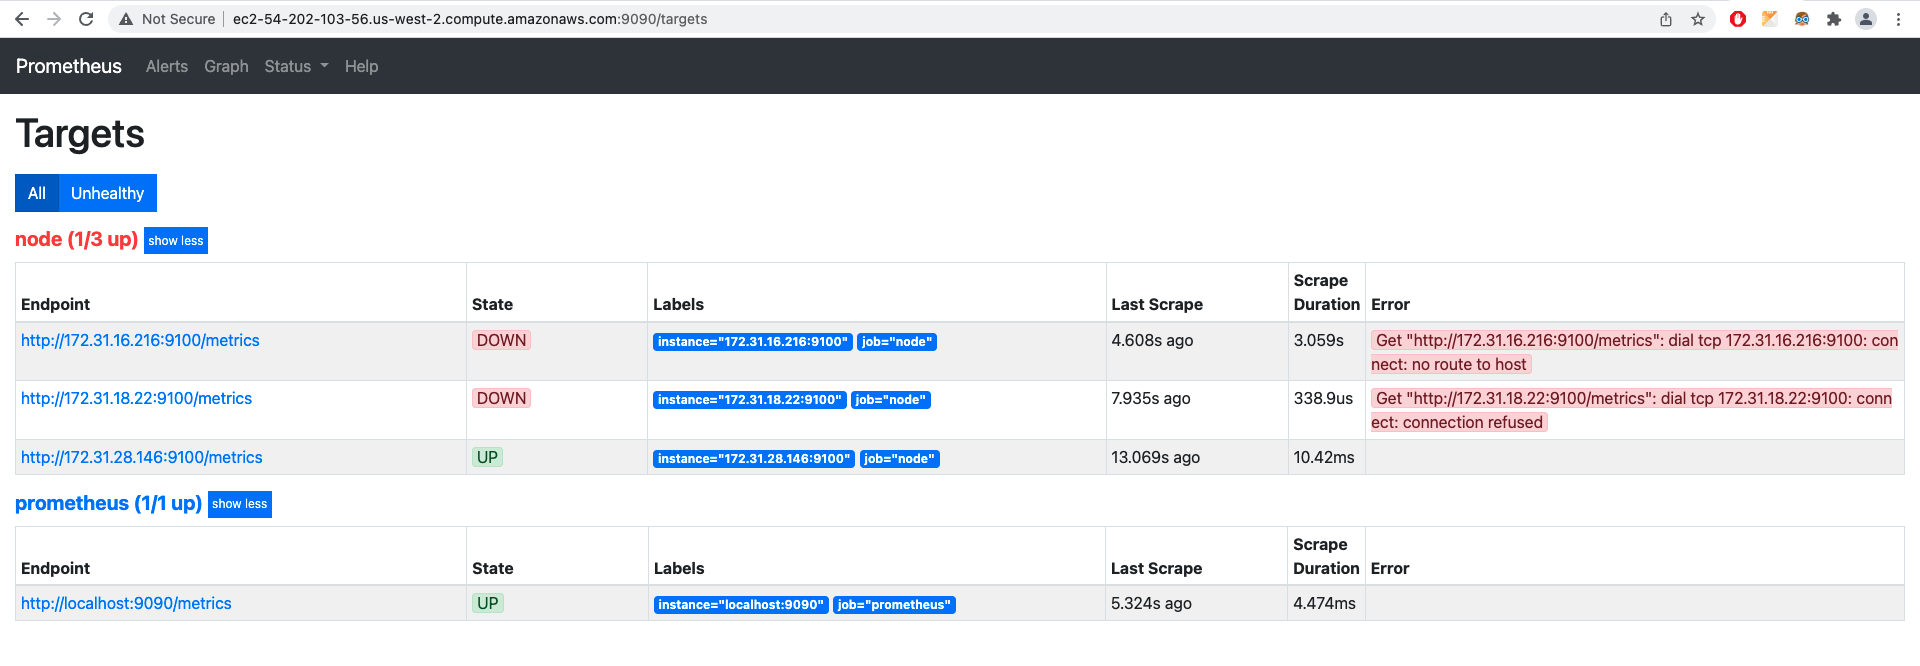 Not Secure | ec2-54-202-103-56.us-west-2.compute.amazonaws.com:9090/targets
Prometheus Alerts Graph Status Help
Targets
All Unhealthy
node (1/3 up) show less
Endpoint State Labels Last Scrape Scrape Duration Error
http://172.31.16.216:9100/metrics DOWN instance="172.31.16.216:9100" job="node" 4.608s ago 3.059s Get "http://172.31.16.216:9100/metrics": dial tcp 172.31.16.216:9100: con
nect: no route to host
http://172.31.18.22:9100/metrics DOWN instance="172.31.18.22:9100" job="node" 7.935s ago 338.9us Get "http://172.31.18.22:9100/metrics": dial tcp 172.31.18.22:9100: conn
ect: connection refused
http://172.31.28.146:9100/metrics UP instance="172.31.28.146:9100" job="node" 13.069s ago 10.42ms
prometheus (1/1 up) show less
Endpoint State Labels Last Scrape Scrape Duration Error
http://localhost:9090/metrics UP instance="localhost:9090" job="prometheus" 5.324s ago 4.474ms